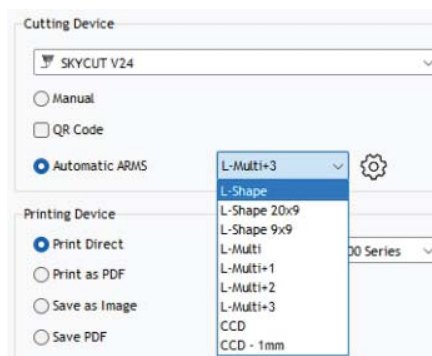 Cutting Device
SKYCUT V24
Manual
QR Code
Automatic ARMS
L-Multi+3
L-Shape
L-Shape 20x9
L-Shape 9x9
L-Multi
L-Multi+1
L-Multi+2
L-Multi+3
CCD
CCD - 1mm
Printing Device
Print Direct
00 Series
Print as PDF
Save as Image
Save PDF